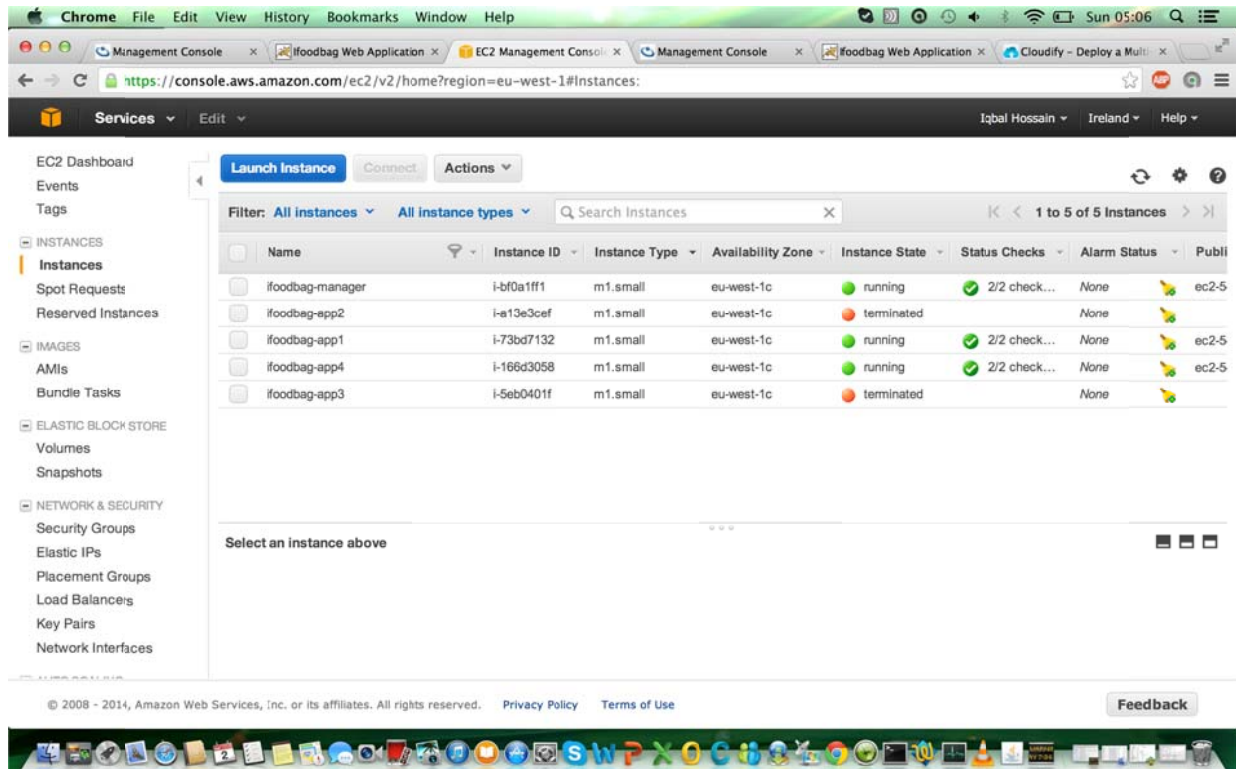 Chrome File Edit View History Bookmarks Window Help Sun 05:06
Management Console Ifoodbag Web Application EC2 Management Consol Management Console Ifoodbag Web Application Cloudify – Deploy a Multi
https://console.aws.amazon.com/ec2/v2/home?region=eu-west-1#Instances:
ABP
Services Edit Iqbal Hossain Ireland Help
EC2 Dashboard
Events
Tags
INSTANCES
Instances
Spot Requests
Reserved Instances
IMAGES
AMIs
Bundle Tasks
ELASTIC BLOCK STORE
Volumes
Snapshots
NETWORK & SECURITY
Security Groups
Elastic IPs
Placement Groups
Load Balancers
Key Pairs
Network Interfaces
Launch Instance Connect Actions
Filter: All instances All instance types Search Instances 1 to 5 of 5 Instances
Name Instance ID Instance Type Availability Zone Instance State Status Checks Alarm Status Publi
ifoodbag-manager i-bf0a1ff1 m1.small eu-west-1c running 2/2 check... None ec2-5
ifoodbag-app2 i-a13e3cef m1.small eu-west-1c terminated None
ifoodbag-app1 i-73bd7132 m1.small eu-west-1c running 2/2 check... None ec2-5
ifoodbag-app4 i-166d3058 m1.small eu-west-1c running 2/2 check... None ec2-5
ifoodbag-app3 i-5eb0401f m1.small eu-west-1c terminated None
Select an instance above
© 2008 - 2014, Amazon Web Services, Inc. or its affiliates. All rights reserved. Privacy Policy Terms of Use Feedback